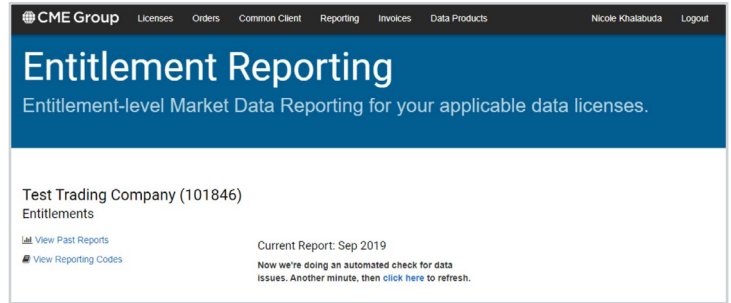 CME Group Licenses Orders Common Client Reporting Invoices Data Products Nicole Khalabuda Logout
Entitlement Reporting
Entitlement-level Market Data Reporting for your applicable data licenses.
Test Trading Company (101846)
Entitlements
View Past Reports
View Reporting Codes
Current Report: Sep 2019
Now we're doing an automated check for data
issues. Another minute, then click here to refresh.